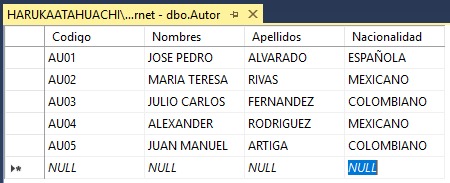 HARUKAATAHUACHI\...rnet - dbo.Autor
Codigo Nombres Apellidos Nacionalidad
AU01 JOSE PEDRO ALVARADO ESPAÑOLA
AU02 MARIA TERESA RIVAS MEXICANO
AU03 JULIO CARLOS FERNANDEZ COLOMBIANO
AU04 ALEXANDER RODRIGUEZ MEXICANO
AU05 JUAN MANUEL ARTIGA COLOMBIANO
NULL NULL NULL NULL